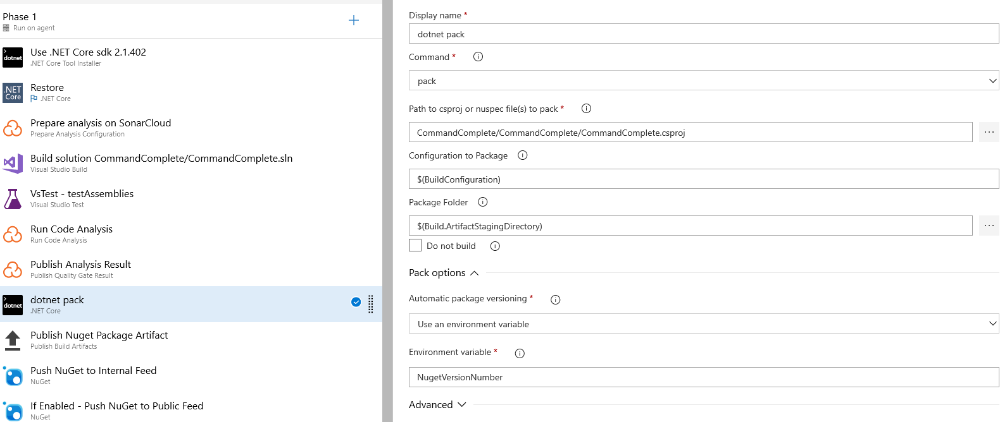 Phase 1
Run on agent
dotnet
Use .NET Core sdk 2.1.402
.NET Core Tool Installer
.NET
Core
Restore
.NET Core
Prepare analysis on SonarCloud
Prepare Analysis Configuration
Build solution CommandComplete/CommandComplete.sln
Visual Studio Build
VsTest - testAssemblies
Visual Studio Test
Run Code Analysis
Run Code Analysis
Publish Analysis Result
Publish Quality Gate Result
dotnet
dotnet pack
.NET Core
Publish Nuget Package Artifact
Publish Build Artifacts
Push NuGet to Internal Feed
NuGet
If Enabled - Push NuGet to Public Feed
NuGet
Display name *
dotnet pack
Command *
pack
Path to csproj or nuspec file(s) to pack *
CommandComplete/CommandComplete/CommandComplete.csproj
Configuration to Package
$(BuildConfiguration)
Package Folder
$(Build.ArtifactStagingDirectory)
Do not build
Pack options
Automatic package versioning *
Use an environment variable
Environment variable *
NugetVersionNumber
Advanced